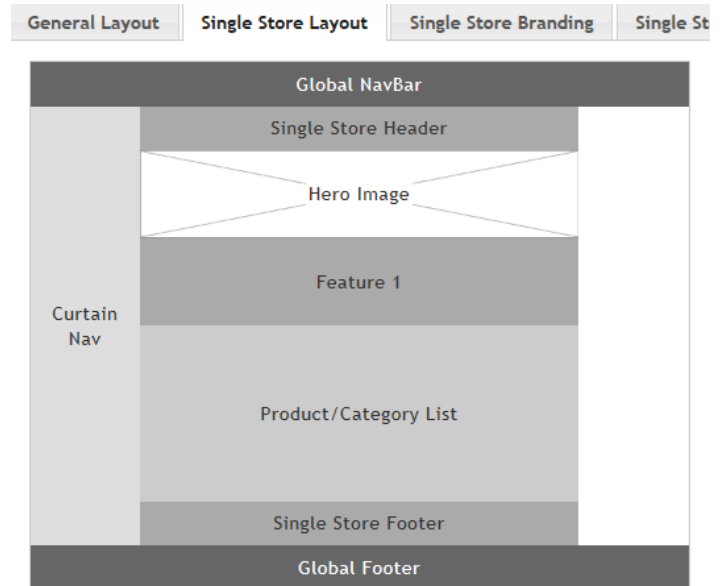 General Layout
Single Store Layout
Single Store Branding
Single St
Global NavBar
Single Store Header
Hero Image
Feature 1
Curtain
Nav
Product/Category List
Single Store Footer
Global Footer